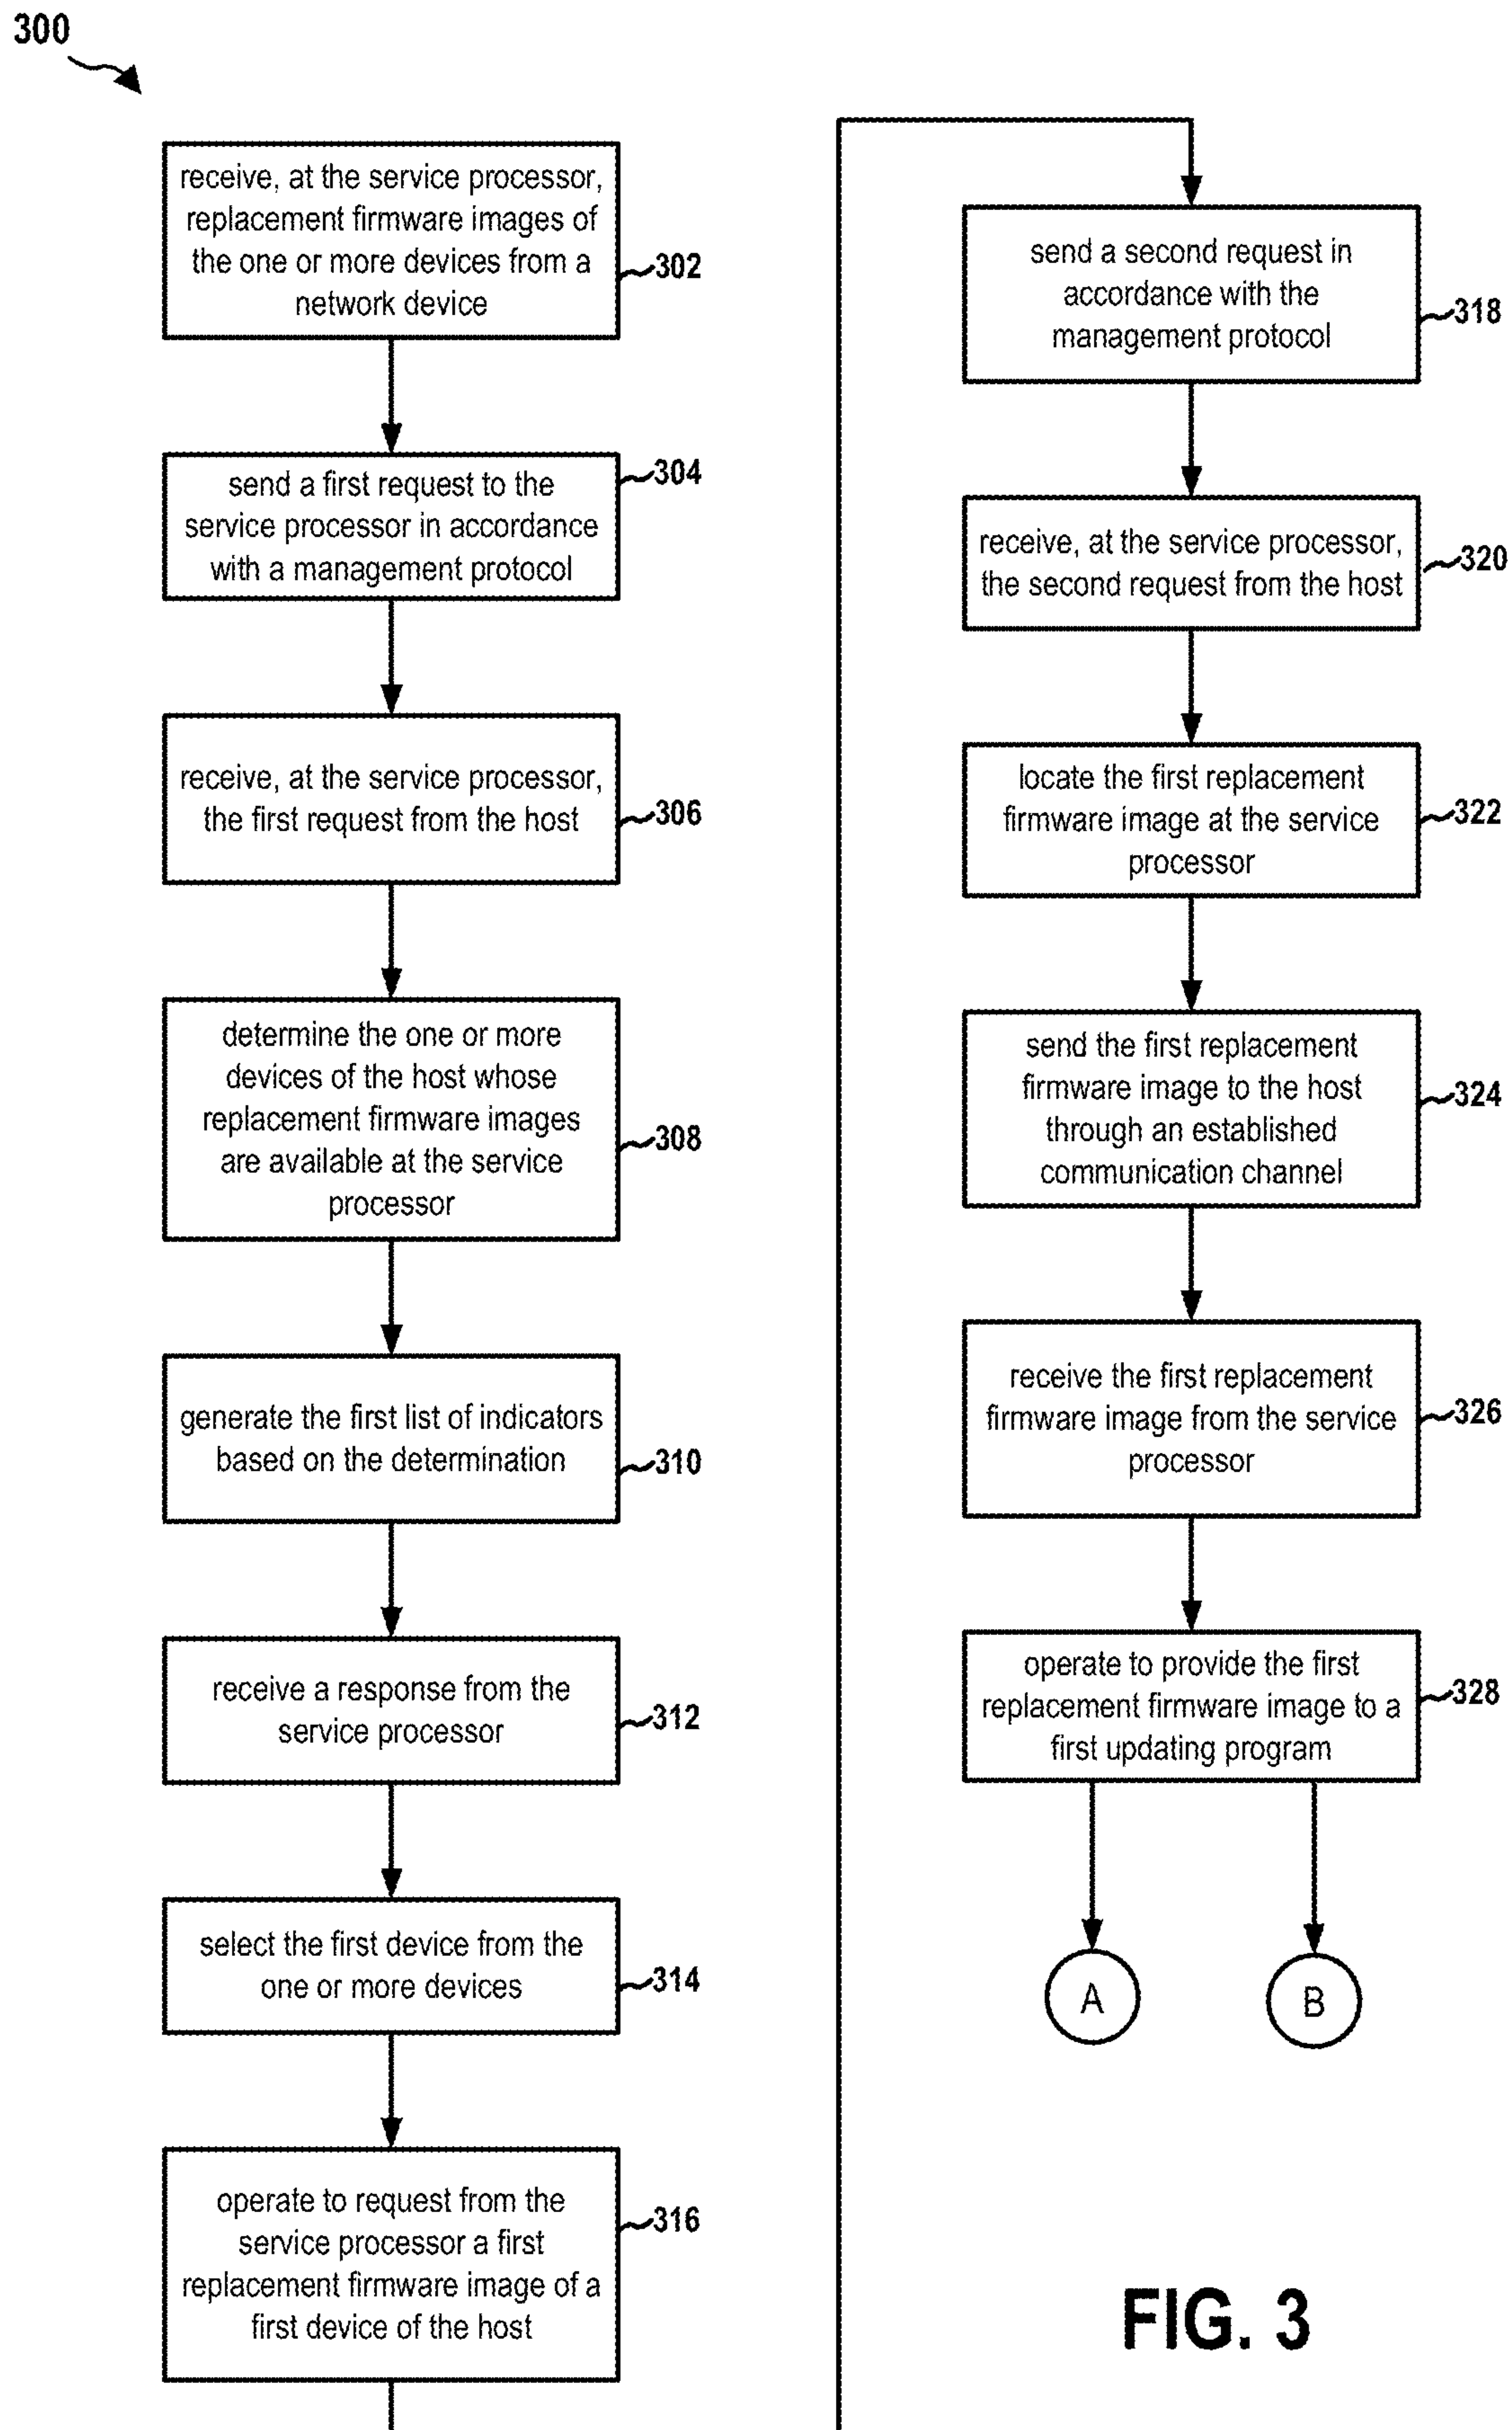 300
receive, at the service processor,
replacement firmware images of
the one or more devices from a
network device
302
send a first request to the
service processor in accordance
with a management protocol
304
receive, at the service processor,
the first request from the host
306
determine the one or more
devices of the host whose
replacement firmware images
are available at the service
processor
308
generate the first list of indicators
based on the determination
310
receive a response from the
service processor
312
select the first device from the
one or more devices
314
operate to request from the
service processor a first
replacement firmware image of a
first device of the host
316
send a second request in
accordance with the
management protocol
318
receive, at the service processor,
the second request from the host
320
locate the first replacement
firmware image at the service
processor
322
send the first replacement
firmware image to the host
through an established
communication channel
324
receive the first replacement
firmware image from the service
processor
326
operate to provide the first
replacement firmware image to a
first updating program
328
A
B
FIG. 3